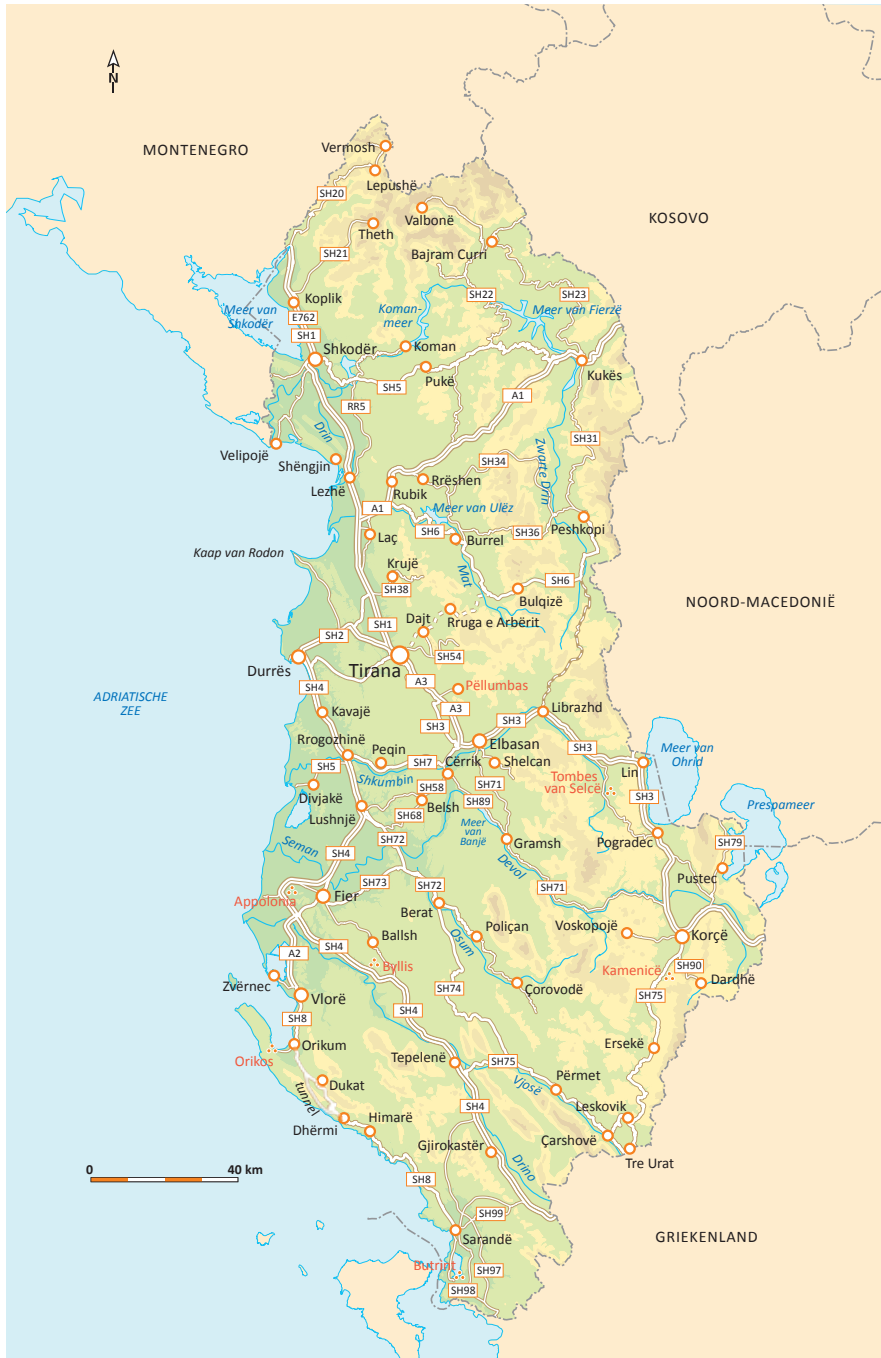 N
MONTENEGRO
Vermosh
Lepushë
SH20
Valbonë
KOSOVO
Theth
SH21
Bajram Curri
Koplik
SH22
SH23
Meer van
Shkodër
E762
Koman-
meer
Meer van Fierzë
SH1
Shkodër
Koman
Kukës
Pukë
SH5
A1
RR5
Drin
SH31
Velipojë
Zwarte Drin
Shëngjin
SH34
Lezhë
Rubik
Rrëshen
A1
Meer van Ulëz
Peshkopi
SH6
SH36
Laç
Burrel
Kaap van Rodon
Krujë
Mat
SH38
SH6
Bulqizë
NOORD-MACEDONIË
SH1
Dajt
Rruga e Arbërit
SH2
SH54
Durrës
Tirana
A3
Pëllumbas
SH4
ADRIATISCHE
ZEE
A3
Kavajë
Librazhd
SH3
SH3
Rrogozhinë
Elbasan
SH3
Meer van
Ohrid
Peqin
SH7
Shelcan
SH5
Cërrik
Lin
Shkumbin
SH58
SH71
Tombes
van Selcë
Divjakë
SH89
SH3
Prespameer
Lushnjë
Belsh
SH68
Meer
van
Banjë
Gramsh
Pogradec
SH79
SH72
Seman
SH4
Devol
Pustec
SH73
SH72
SH71
Appolonia
Fier
Berat
Poliçan
Voskopojë
Korçë
Ballsh
Osum
SH4
A2
Byllis
Kamenicë
SH90
Zvërnec
Dardhë
Çorovodë
SH74
SH75
Vlorë
SH4
SH8
Orikum
Ersekë
Orikos
Tepelenë
SH75
Dukat
Vjosë
Përmet
tunnel
SH4
Leskovik
Dhërmi
Himarë
Çarshovë
Gjirokastër
Tre Urat
0
40 km
Drino
SH8
SH99
Sarandë
GRIEKENLAND
Butrint
SH97
SH98